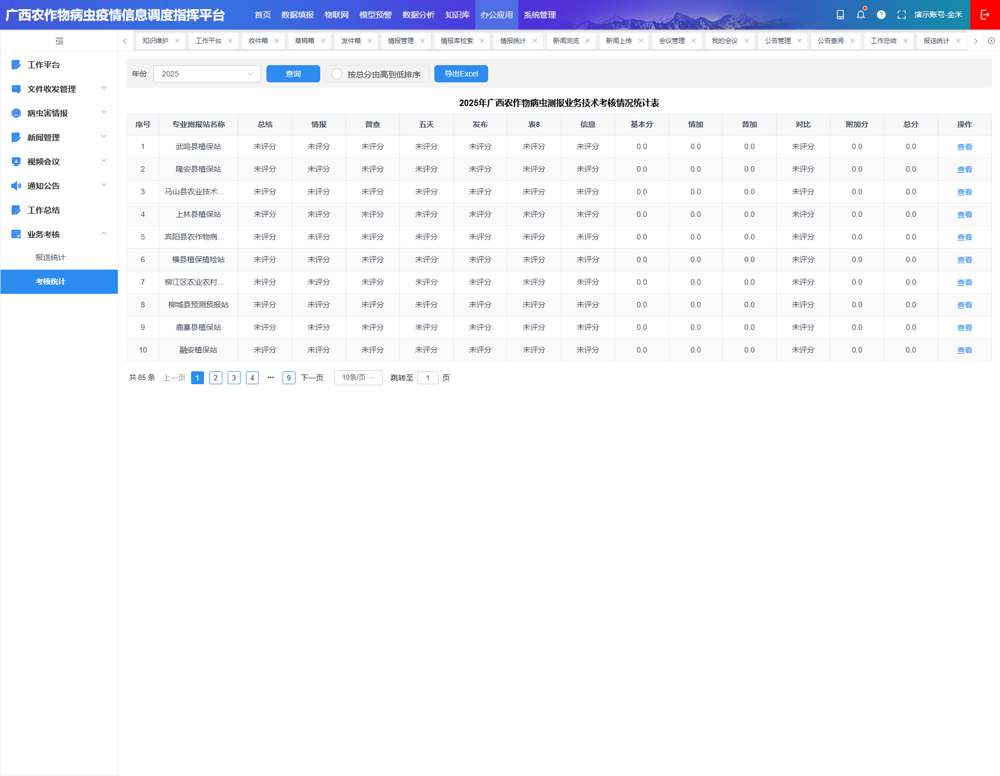 广西农作物病虫疫情信息调度指挥平台 首页 数据填报 物联网 模型预警 数据分析 知识库 办公应用 系统管理 演示账号-金禾
知识维护 工作平台 收件箱 草稿箱 发件箱 情报管理 情报库检索 情报统计 新闻浏览 新闻上传 会议管理 我的会议 公告管理 公告查阅 工作总结 报送统计
工作平台
文件收发管理
病虫害情报
新闻管理
视频会议
通知公告
工作总结
业务考核
报送统计
考核统计
年份 2025 查询 按总分由高到低排序 导出Excel
2025年广西农作物病虫测报业务技术考核情况统计表
序号 专业测报站名称 总结 情报 普查 五天 发布 表8 信息 基本分 情加 普加 对比 附加分 总分 操作
1 武鸣县植保站 未评分 未评分 未评分 未评分 未评分 未评分 未评分 0.0 0.0 0.0 未评分 0.0 0.0 查看
2 隆安县植保站 未评分 未评分 未评分 未评分 未评分 未评分 未评分 0.0 0.0 0.0 未评分 0.0 0.0 查看
3 马山县农业技术... 未评分 未评分 未评分 未评分 未评分 未评分 未评分 0.0 0.0 0.0 未评分 0.0 0.0 查看
4 上林县植保站 未评分 未评分 未评分 未评分 未评分 未评分 未评分 0.0 0.0 0.0 未评分 0.0 0.0 查看
5 宾阳县农作物病... 未评分 未评分 未评分 未评分 未评分 未评分 未评分 0.0 0.0 0.0 未评分 0.0 0.0 查看
6 横县植保植检站 未评分 未评分 未评分 未评分 未评分 未评分 未评分 0.0 0.0 0.0 未评分 0.0 0.0 查看
7 柳江区农业农村... 未评分 未评分 未评分 未评分 未评分 未评分 未评分 0.0 0.0 0.0 未评分 0.0 0.0 查看
8 柳城县预测预报站 未评分 未评分 未评分 未评分 未评分 未评分 未评分 0.0 0.0 0.0 未评分 0.0 0.0 查看
9 鹿寨县植保站 未评分 未评分 未评分 未评分 未评分 未评分 未评分 0.0 0.0 0.0 未评分 0.0 0.0 查看
10 融安植保站 未评分 未评分 未评分 未评分 未评分 未评分 未评分 0.0 0.0 0.0 未评分 0.0 0.0 查看
共 85 条 上一页 1 2 3 4 ••• 9 下一页 10条/页 跳转至 1 页